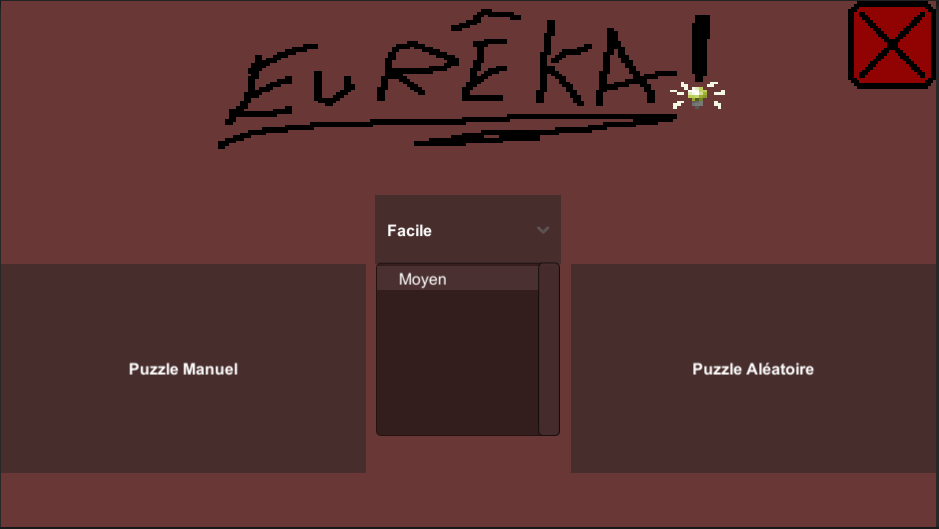 EuRÊKA!
Facile
Moyen
Puzzle Manuel
Puzzle Aléatoire